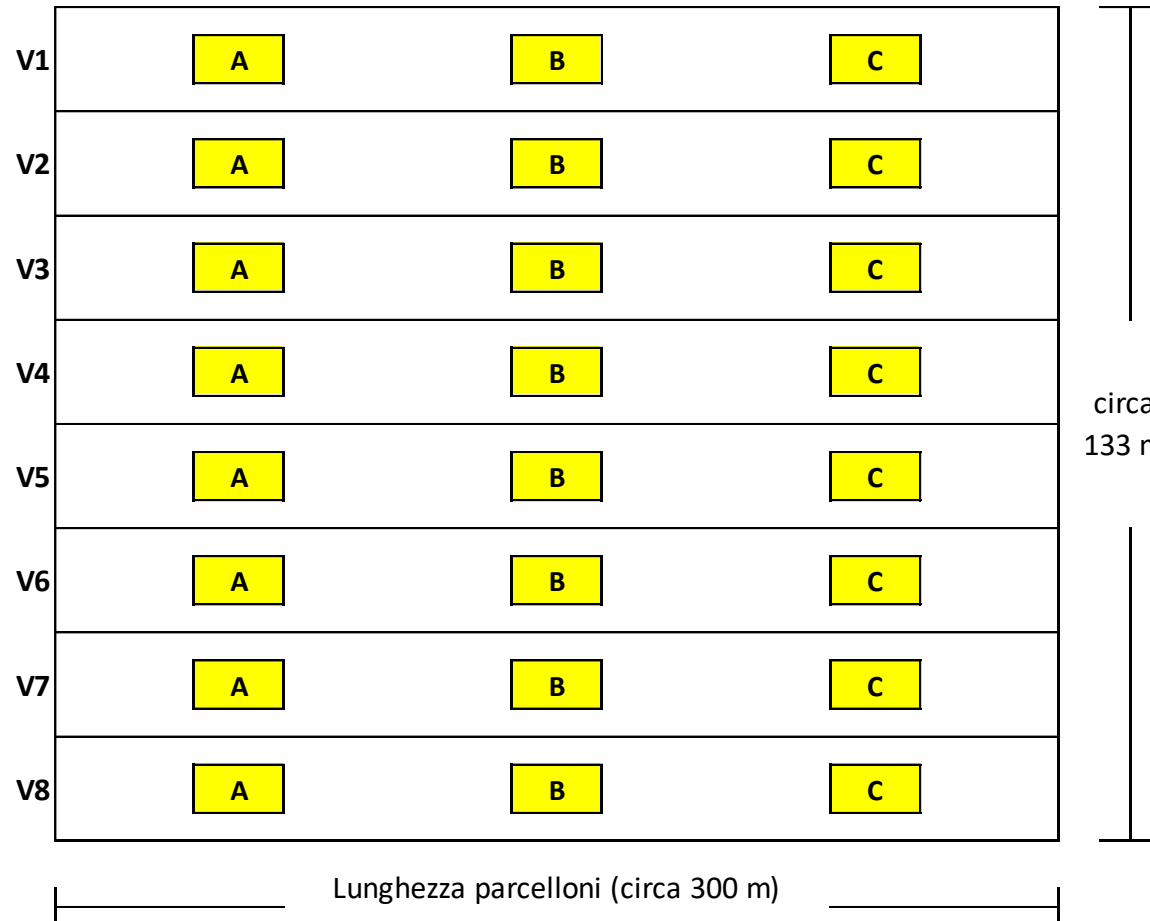 V1 A B C
V2 A B C
V3 A B C
V4 A B C
V5 A B C
V6 A B C
V7 A B C
V8 A B C
circa
133 m
Lunghezza parcelloni (circa 300 m)